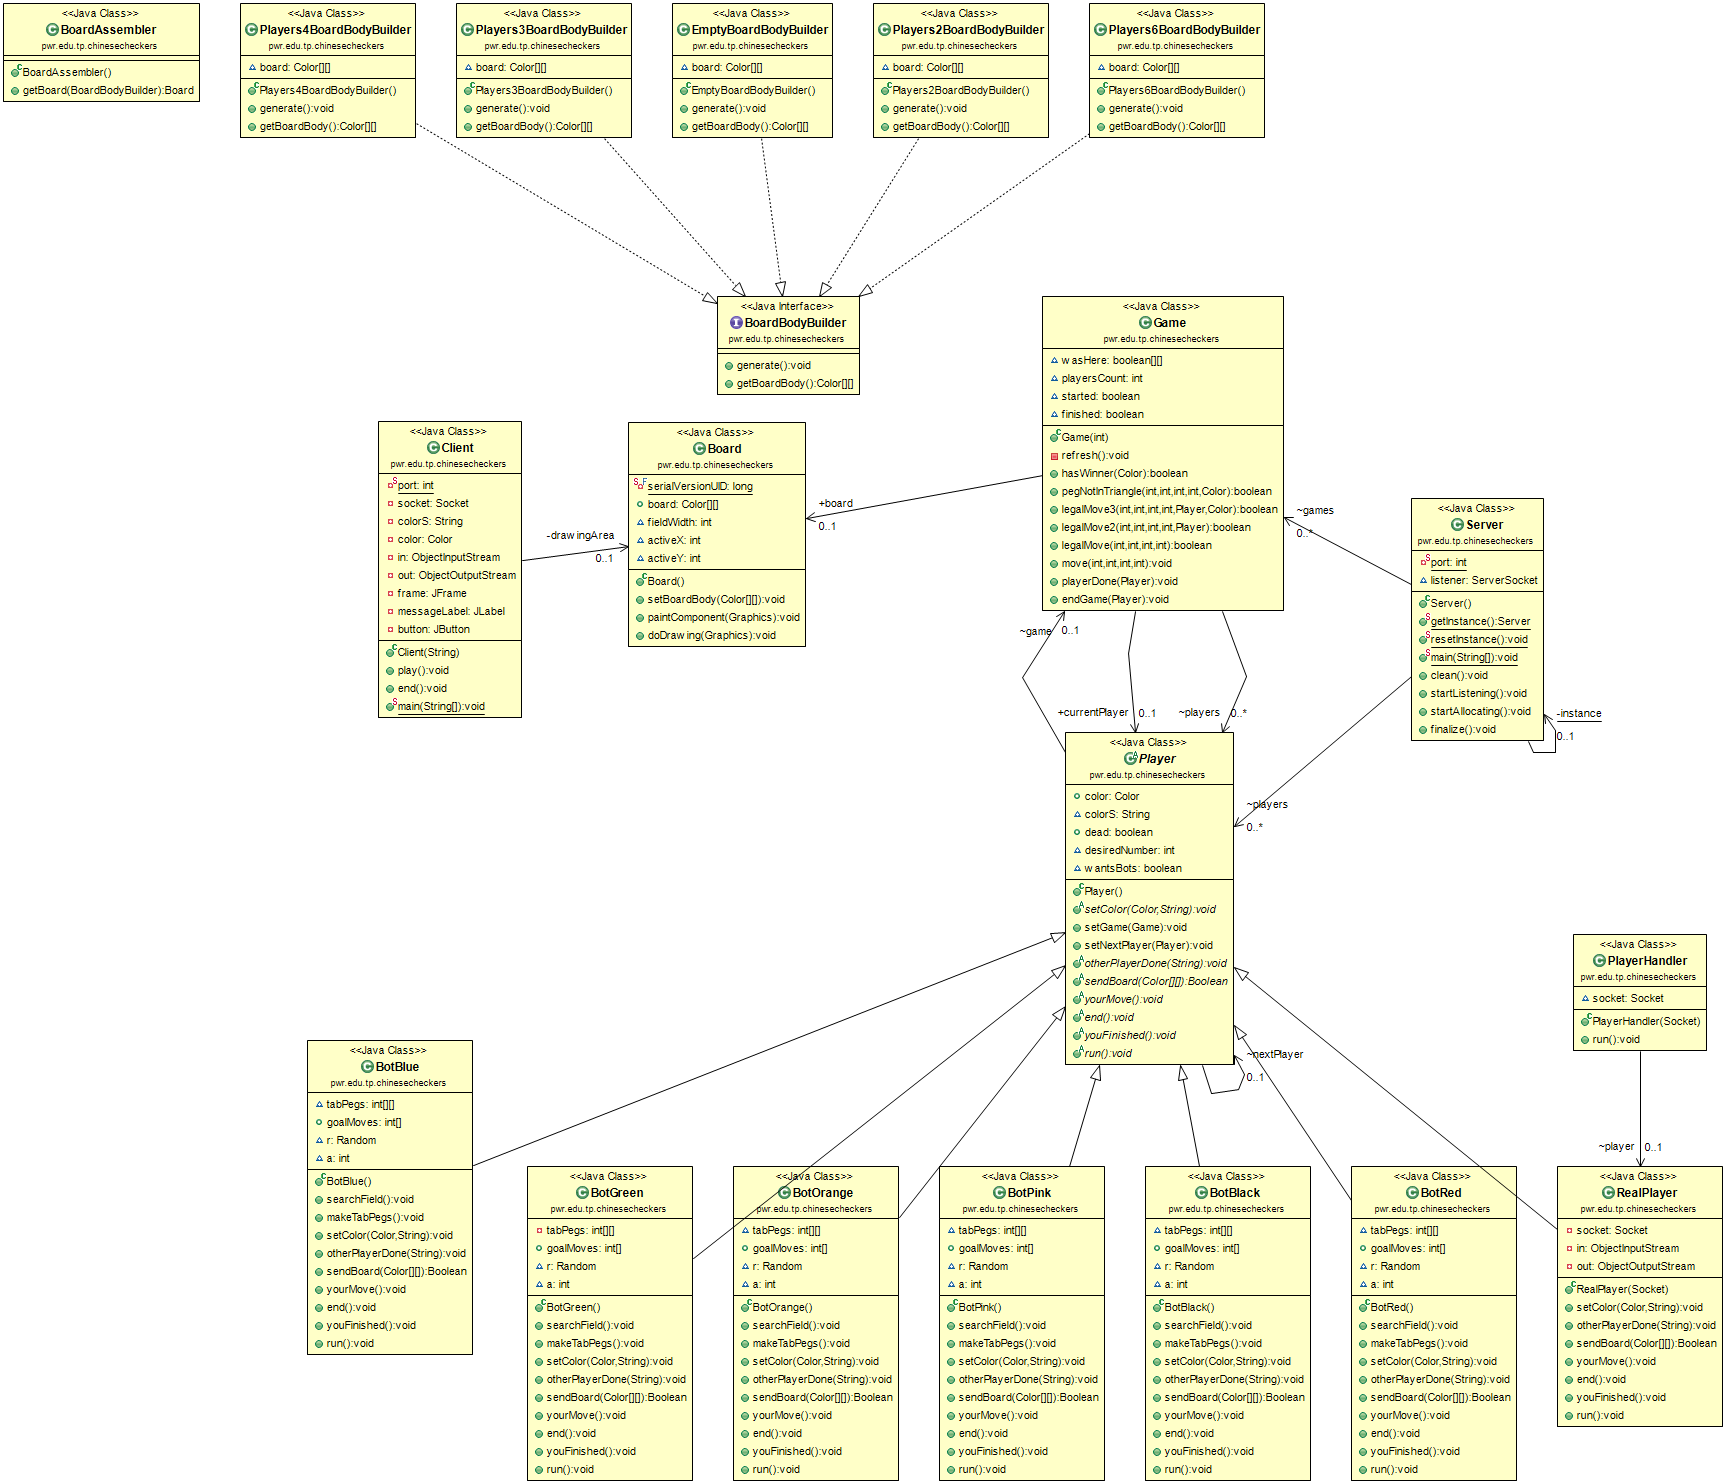 <<Java Class>>
BoardAssembler
pwr.edu.tp.chinesecheckers
BoardAssembler()
getBoard(BoardBodyBuilder):Board
<<Java Class>>
Players4BoardBodyBuilder
pwr.edu.tp.chinesecheckers
board: Color[][]
Players4BoardBodyBuilder()
generate():void
getBoardBody():Color[][]
<<Java Class>>
Players3BoardBodyBuilder
pwr.edu.tp.chinesecheckers
board: Color[][]
Players3BoardBodyBuilder()
generate():void
getBoardBody():Color[][]
<<Java Class>>
EmptyBoardBodyBuilder
pwr.edu.tp.chinesecheckers
board: Color[][]
EmptyBoardBodyBuilder()
generate():void
getBoardBody():Color[][]
<<Java Class>>
Players2BoardBodyBuilder
pwr.edu.tp.chinesecheckers
board: Color[][]
Players2BoardBodyBuilder()
generate():void
getBoardBody():Color[][]
<<Java Class>>
Players6BoardBodyBuilder
pwr.edu.tp.chinesecheckers
board: Color[][]
Players6BoardBodyBuilder()
generate():void
getBoardBody():Color[][]
<<Java Interface>>
BoardBodyBuilder
pwr.edu.tp.chinesecheckers
generate():void
getBoardBody():Color[][]
<<Java Class>>
Game
pwr.edu.tp.chinesecheckers
wasHere: boolean[][]
playersCount: int
started: boolean
finished: boolean
Game(int)
refresh():void
hasWinner(Color):boolean
pegNotInTriangle(int,int,int,int,Color):boolean
legalMove3(int,int,int,int,Player,Color):boolean
legalMove2(int,int,int,int,Player):boolean
legalMove(int,int,int,int):boolean
move(int,int,int,int):void
playerDone(Player):void
endGame(Player):void
<<Java Class>>
Client
pwr.edu.tp.chinesecheckers
port: int
socket: Socket
colorS: String
color: Color
in: ObjectInputStream
out: ObjectOutputStream
frame: JFrame
messageLabel: JLabel
button: JButton
Client(String)
play():void
end():void
main(String[]):void
-drawingArea
0..1
<<Java Class>>
Board
pwr.edu.tp.chinesecheckers
serialVersionUID: long
board: Color[][]
fieldWidth: int
activeX: int
activeY: int
Board()
setBoardBody(Color[][]):void
paintComponent(Graphics):void
doDrawing(Graphics):void
+board
0..1
~games
0..*
<<Java Class>>
Server
pwr.edu.tp.chinesecheckers
port: int
listener: ServerSocket
Server()
getInstance():Server
resetInstance():void
main(String[]):void
clean():void
startListening():void
startAllocating():void
finalize():void
-instance
0..1
~game
0..1
+currentPlayer
0..1
~players
0..*
~players
0..*
<<Java Class>>
Player
pwr.edu.tp.chinesecheckers
color: Color
colorS: String
dead: boolean
desiredNumber: int
wantsBots: boolean
Player()
setColor(Color,String):void
setGame(Game):void
setNextPlayer(Player):void
otherPlayerDone(String):void
sendBoard(Color[][]):Boolean
yourMove():void
end():void
youFinished():void
run():void
~nextPlayer
0..1
<<Java Class>>
PlayerHandler
pwr.edu.tp.chinesecheckers
socket: Socket
PlayerHandler(Socket)
run():void
~player
0..1
<<Java Class>>
BotBlue
pwr.edu.tp.chinesecheckers
tabPegs: int[][]
goalMoves: int[]
r: Random
a: int
BotBlue()
searchField():void
makeTabPegs():void
setColor(Color,String):void
otherPlayerDone(String):void
sendBoard(Color[][]):Boolean
yourMove():void
end():void
youFinished():void
run():void
<<Java Class>>
BotGreen
pwr.edu.tp.chinesecheckers
tabPegs: int[][]
goalMoves: int[]
r: Random
a: int
BotGreen()
searchField():void
makeTabPegs():void
setColor(Color,String):void
otherPlayerDone(String):void
sendBoard(Color[][]):Boolean
yourMove():void
end():void
youFinished():void
run():void
<<Java Class>>
BotOrange
pwr.edu.tp.chinesecheckers
tabPegs: int[][]
goalMoves: int[]
r: Random
a: int
BotOrange()
searchField():void
makeTabPegs():void
setColor(Color,String):void
otherPlayerDone(String):void
sendBoard(Color[][]):Boolean
yourMove():void
end():void
youFinished():void
run():void
<<Java Class>>
BotPink
pwr.edu.tp.chinesecheckers
tabPegs: int[][]
goalMoves: int[]
r: Random
a: int
BotPink()
searchField():void
makeTabPegs():void
setColor(Color,String):void
otherPlayerDone(String):void
sendBoard(Color[][]):Boolean
yourMove():void
end():void
youFinished():void
run():void
<<Java Class>>
BotBlack
pwr.edu.tp.chinesecheckers
tabPegs: int[][]
goalMoves: int[]
r: Random
a: int
BotBlack()
searchField():void
makeTabPegs():void
setColor(Color,String):void
otherPlayerDone(String):void
sendBoard(Color[][]):Boolean
yourMove():void
end():void
youFinished():void
run():void
<<Java Class>>
BotRed
pwr.edu.tp.chinesecheckers
tabPegs: int[][]
goalMoves: int[]
r: Random
a: int
BotRed()
searchField():void
makeTabPegs():void
setColor(Color,String):void
otherPlayerDone(String):void
sendBoard(Color[][]):Boolean
yourMove():void
end():void
youFinished():void
run():void
<<Java Class>>
RealPlayer
pwr.edu.tp.chinesecheckers
socket: Socket
in: ObjectInputStream
out: ObjectOutputStream
RealPlayer(Socket)
setColor(Color,String):void
otherPlayerDone(String):void
sendBoard(Color[][]):Boolean
yourMove():void
end():void
youFinished():void
run():void